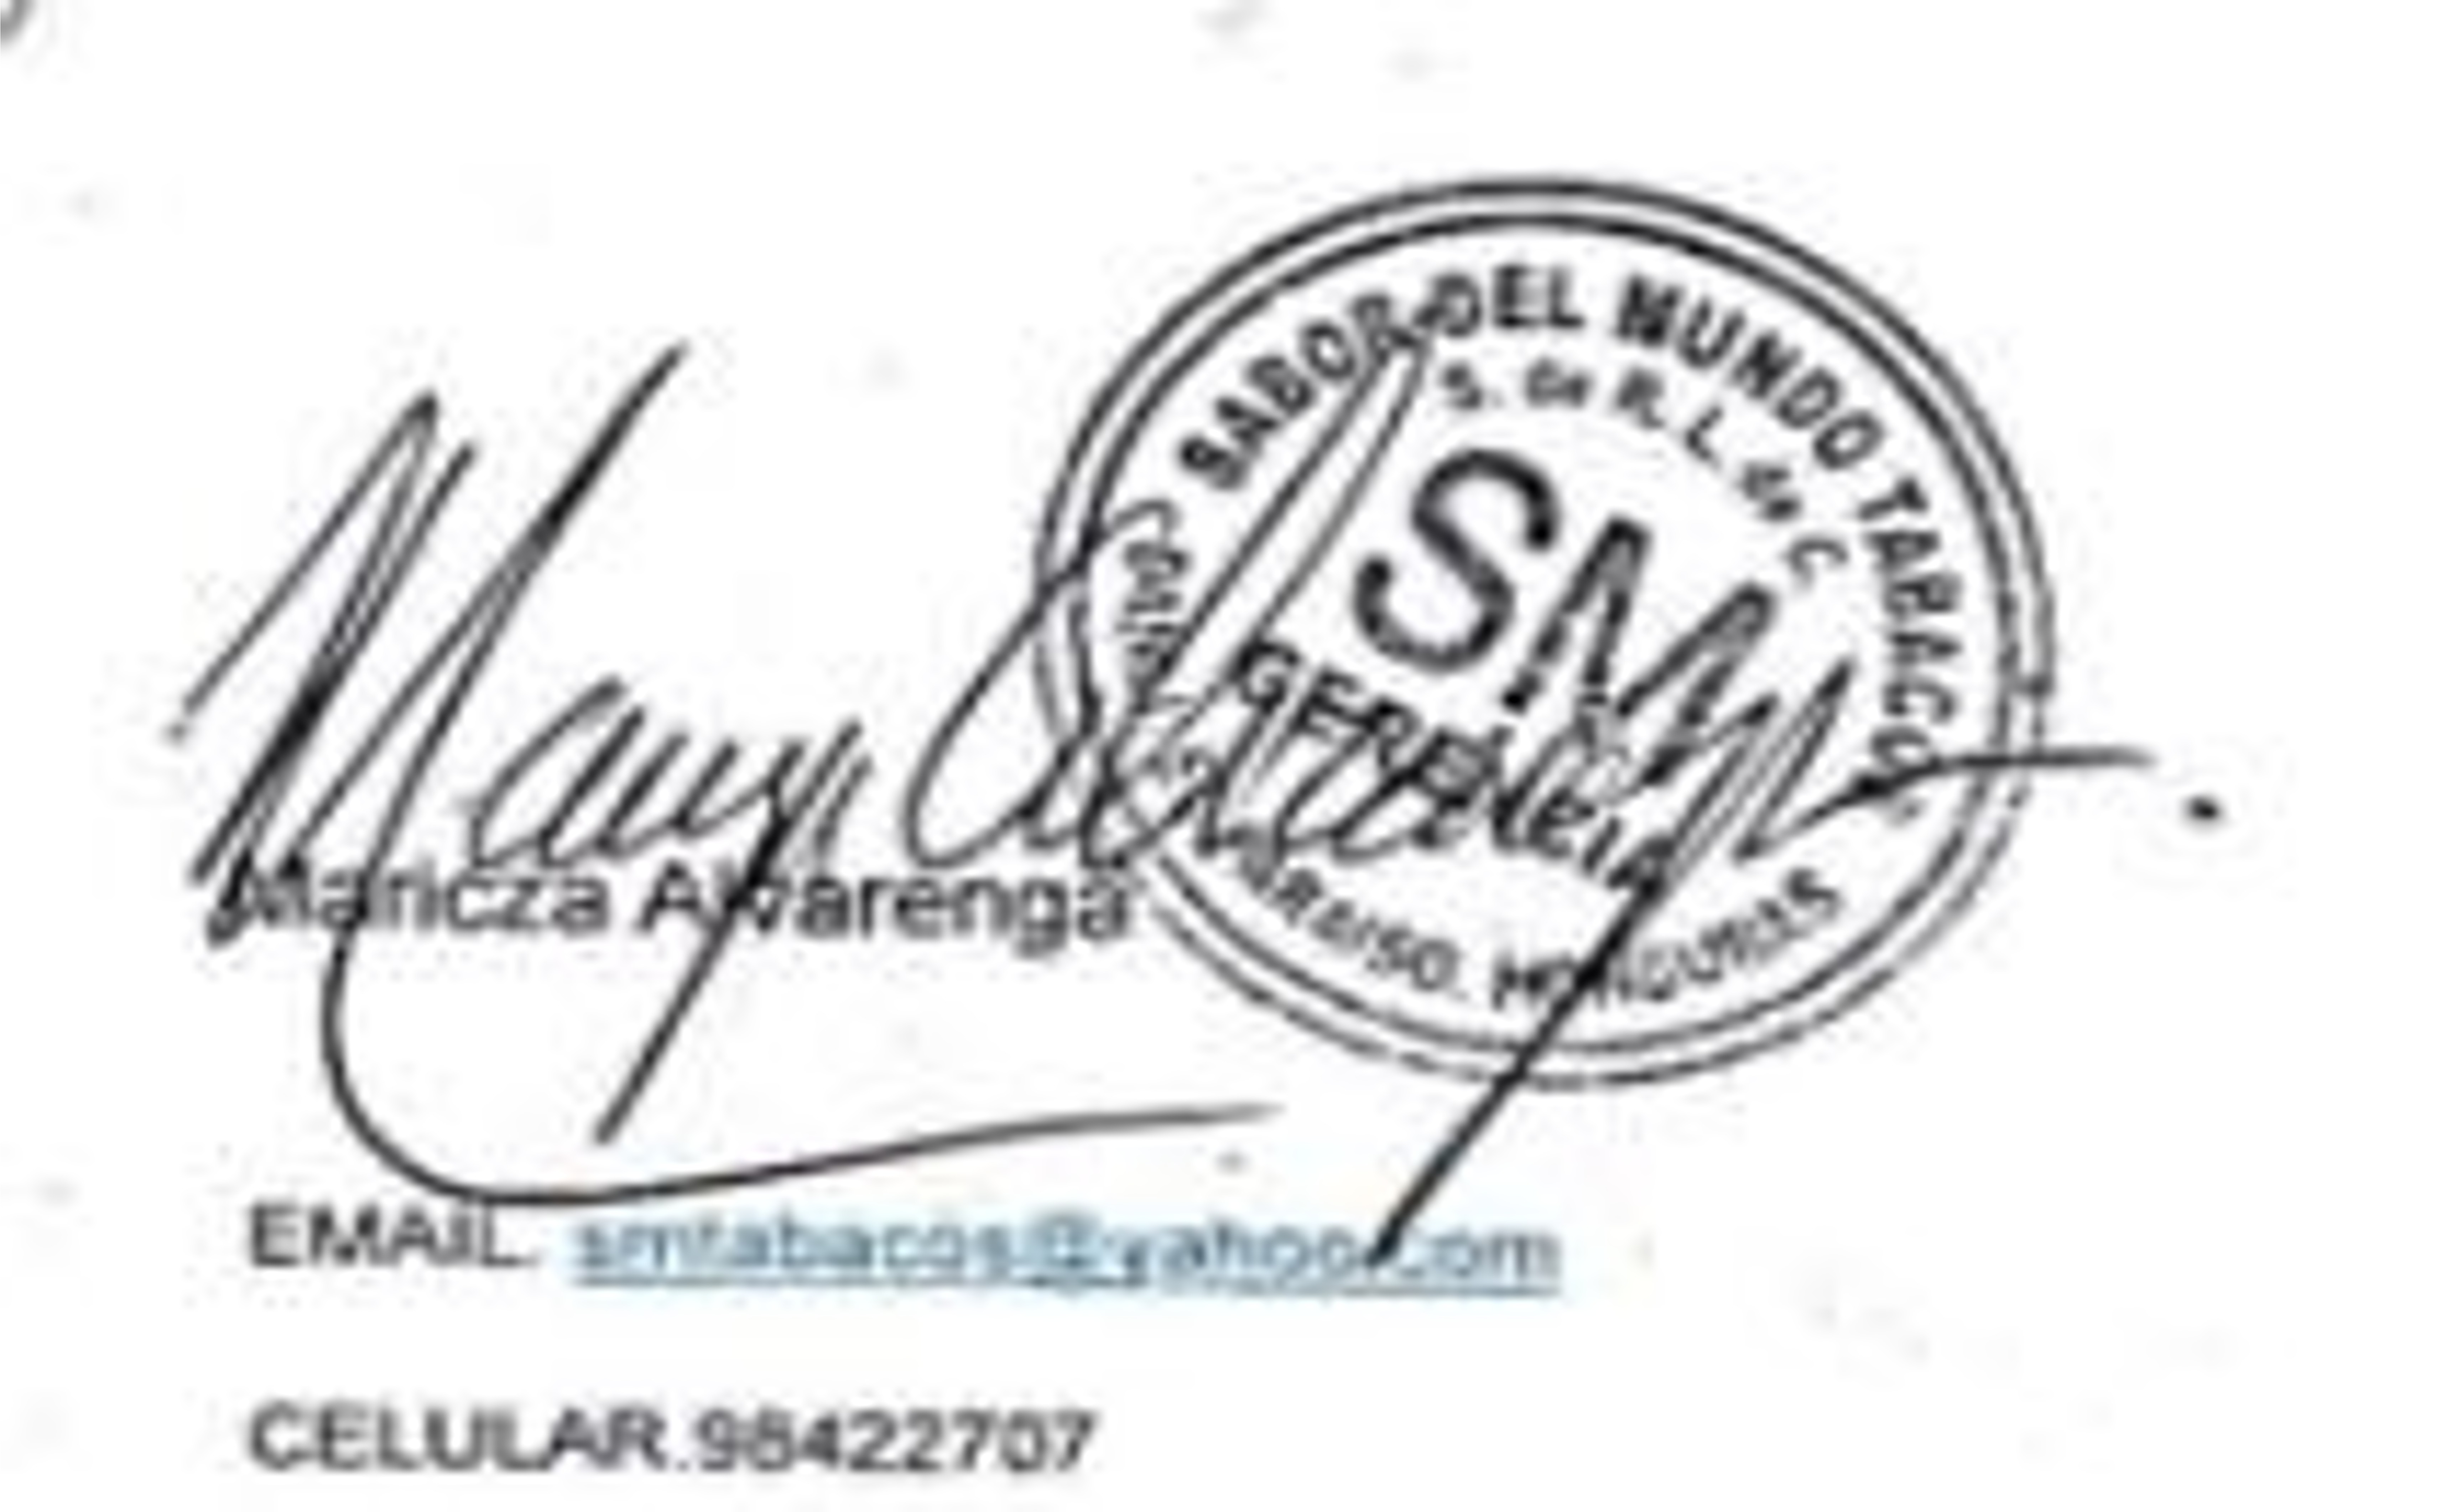 SABOR DEL MUNDO TABACO
S. de R. L. de C
SM
GERENCIA
HONDURAS
Maricza Alvarenga
EMAIL. smtabacos@yahoo.com
CELULAR.98422707